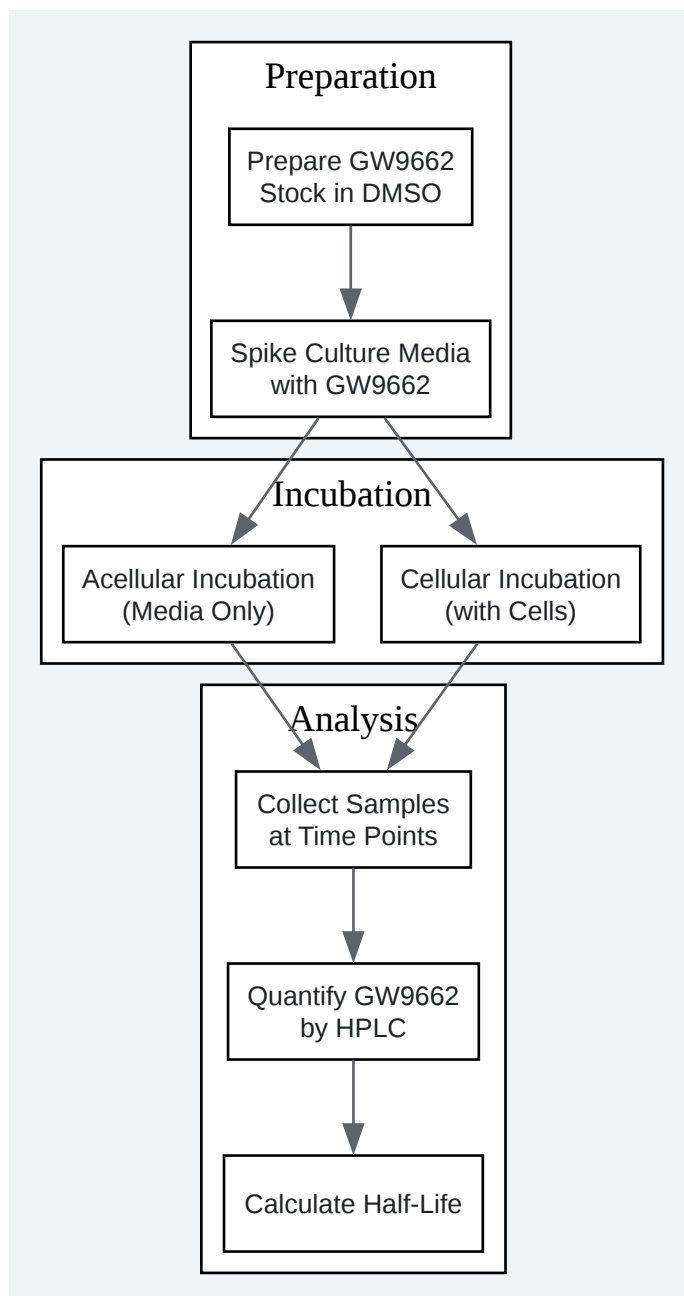 Preparation
Prepare GW9662
Stock in DMSO
Spike Culture Media
with GW9662
Incubation
Acellular Incubation
(Media Only)
Cellular Incubation
(with Cells)
Analysis
Collect Samples
at Time Points
Quantify GW9662
by HPLC
Calculate Half-Life